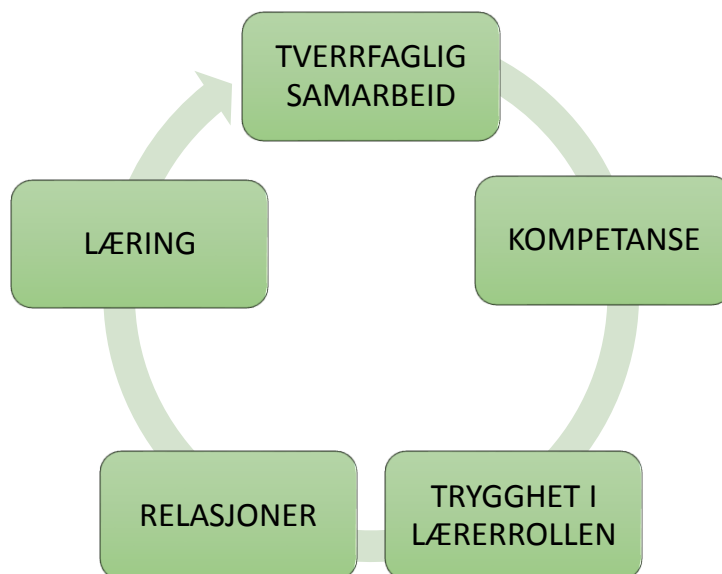 TVERRFAGLIG
SAMARBEID
KOMPETANSE
TRYGGHET I
LÆRERROLLEN
RELASJONER
LÆRING